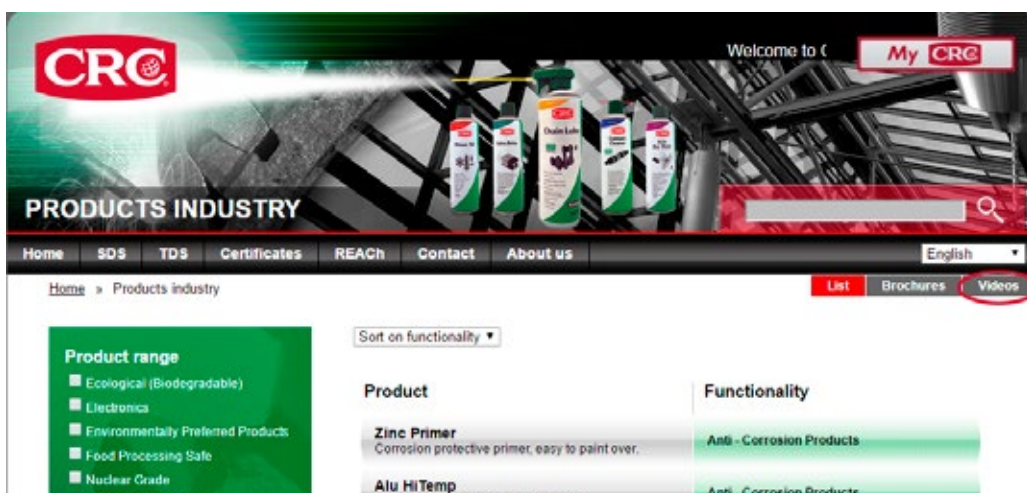 CRC
Welcome to
My CRC
PRODUCTS INDUSTRY
Home SDS TDS Certificates REACh Contact About us English
Home » Products industry
List Brochures Videos
Sort on functionality
Product range
Ecological (Biodegradable)
Electronics
Environmentally Preferred Products
Food Processing Safe
Nuclear Grade
Product Functionality
Zinc Primer
Corrosion protective primer, easy to paint over.
Anti - Corrosion Products
Alu HiTemp
Anti - Corrosion Products